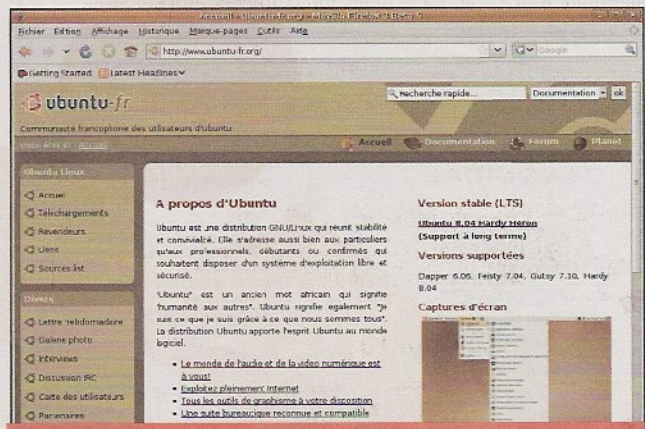 Accueil - ubuntu-fr.org - Mozilla Firefox 3 Beta 5
Fichier Edition Affichage Historique Marque-pages Outils Aide
http://www.ubuntu-fr.org/
Google
Getting Started Latest Headlines
ubuntu-fr
Communauté francophone des utilisateurs d'Ubuntu
Recherche rapide...
Documentation
ok
Vous êtes ici : Accueil
Accueil Documentation Forum Planet
Ubuntu Linux
Accueil
Téléchargements
Revendeurs
Liens
Sources.list
Divers
Lettre hebdomadaire
Galerie photo
Interviews
Discussion IRC
Carte des utilisateurs
Partenaires
A propos d'Ubuntu
Ubuntu est une distribution GNU/Linux qui réunit stabilité
et convivialité. Elle s'adresse aussi bien aux particuliers
qu'aux professionnels, débutants ou confirmés qui
souhaitent disposer d'un système d'exploitation libre et
sécurisé.
"Ubuntu" est un ancien mot africain qui signifie
"humanité aux autres". Ubuntu signifie également "je
suis ce que je suis grâce à ce que nous sommes tous".
La distribution Ubuntu apporte l'esprit Ubuntu au monde
logiciel.
Le monde de l'audio et de la vidéo numérique est
à vous!
Exploitez pleinement Internet
Tous les outils de graphisme à votre disposition
Une suite bureautique reconnue et compatible
Version stable (LTS)
Ubuntu 8.04 Hardy Heron
(Support à long terme)
Versions supportées
Dapper 6.06, Feisty 7.04, Gutsy 7.10, Hardy
8.04
Captures d'écran